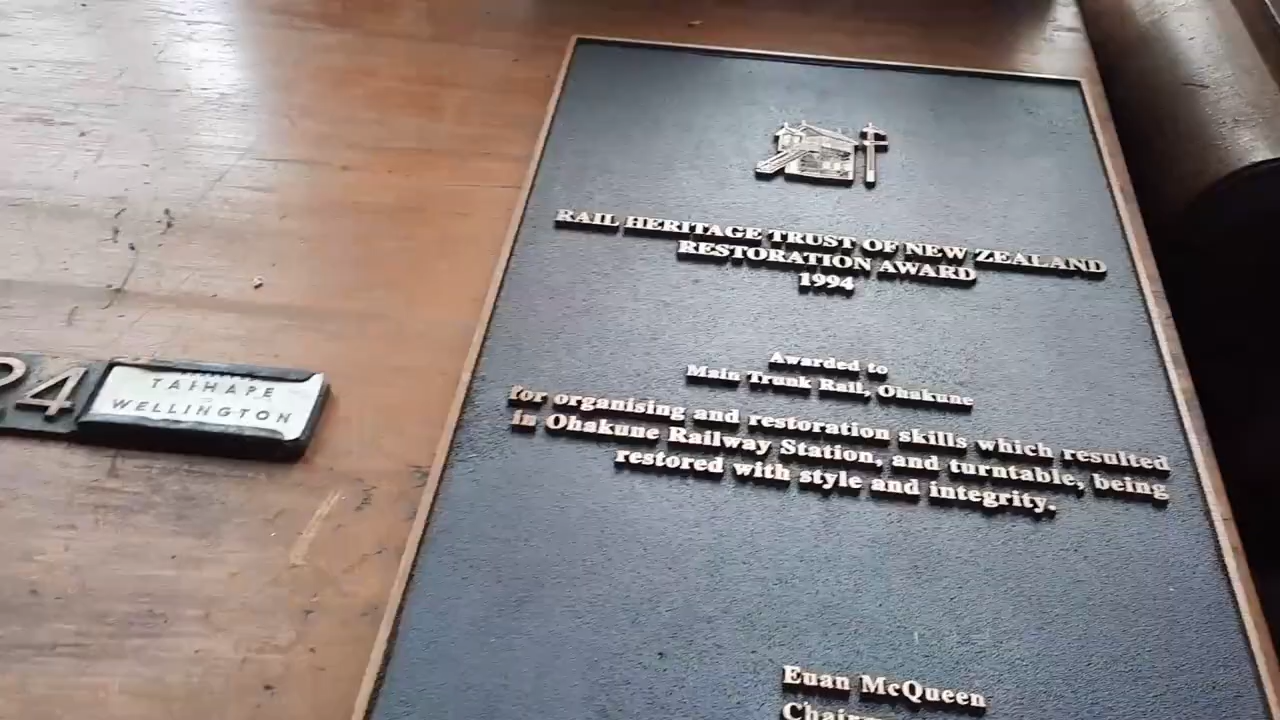 RAIL HERITAGE TRUST OF NEW ZEALAND
RESTORATION AWARD
1994
Awarded to
Main Trunk Rail, Ohakune
for organising and restoration skills which resulted
in Ohakune Railway Station, and turntable, being
restored with style and integrity.
Euan McQueen
24
TAIHAPE
WELLINGTON